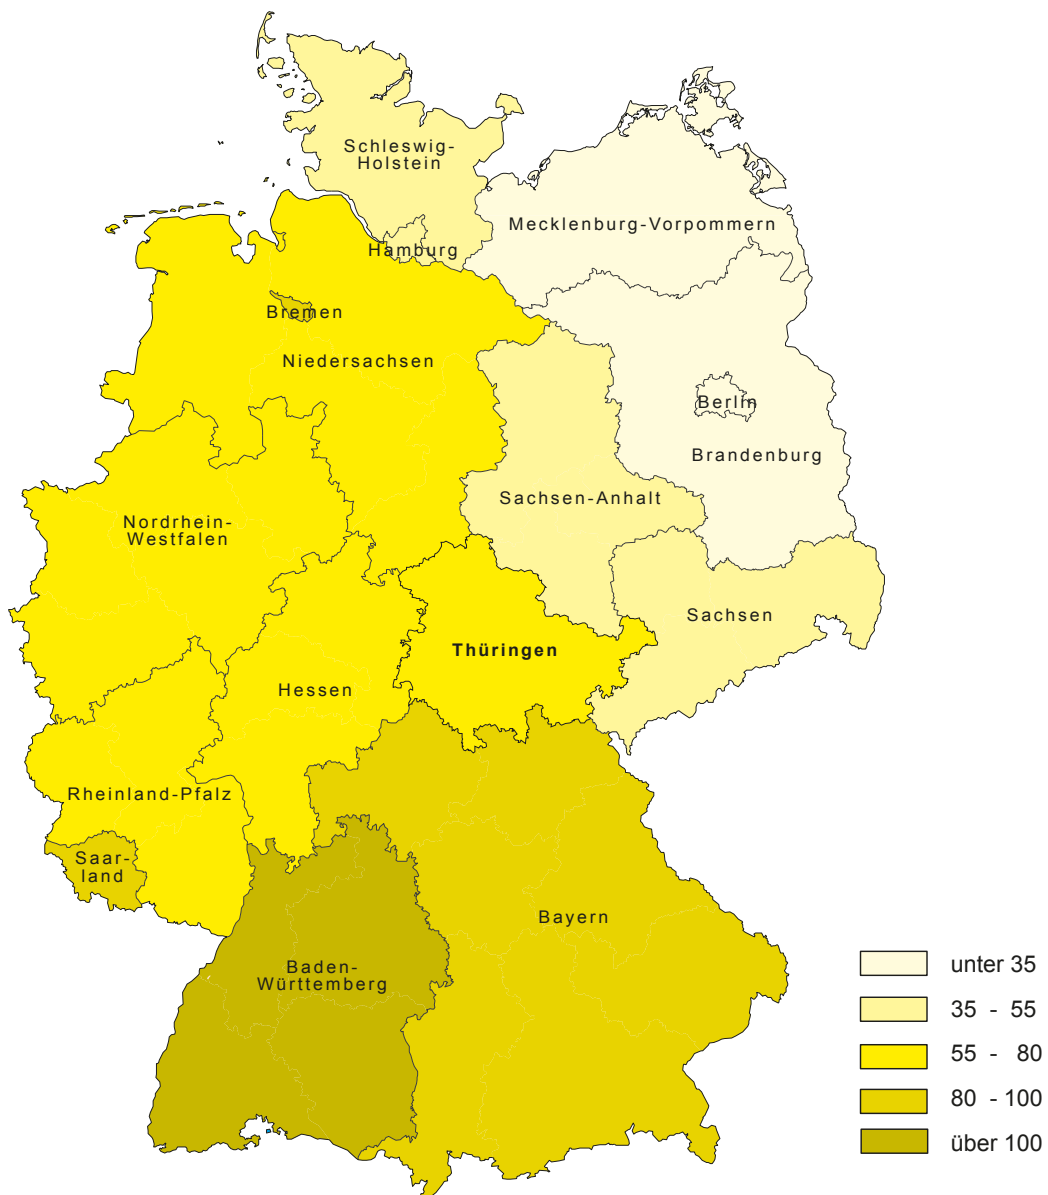 Schleswig-
Holstein
Mecklenburg-Vorpommern
Hamburg
Bremen
Niedersachsen
Berlin
Brandenburg
Sachsen-Anhalt
Nordrhein-
Westfalen
Sachsen
Thüringen
Hessen
Rheinland-Pfalz
Saar-
land
Bayern
Baden-
Württemberg
unter 35
35 - 55
55 - 80
80 - 100
über 100